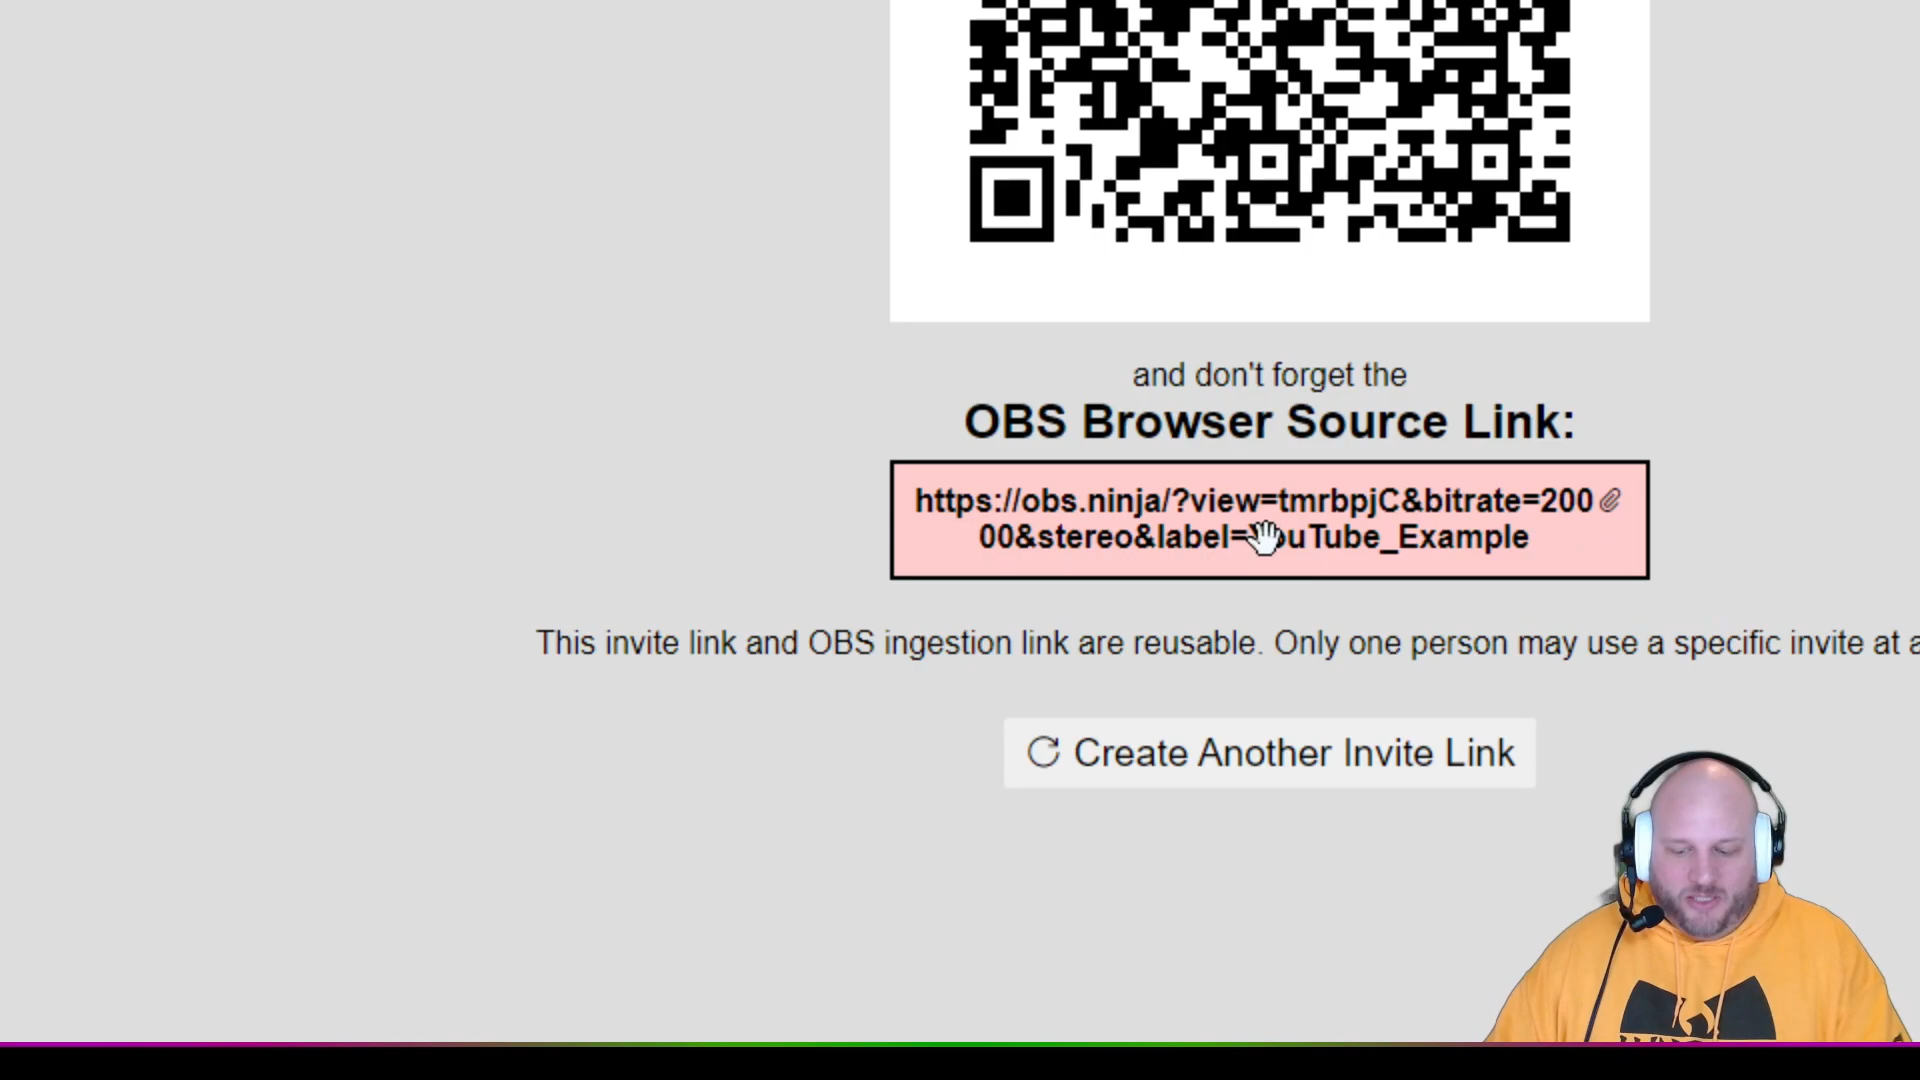 and don't forget the
OBS Browser Source Link:
https://obs.ninja/?view=tmrbpjC&bitrate=200
00&stereo&label=YouTube_Example
This invite link and OBS ingestion link are reusable. Only one person may use a specific invite at a
Create Another Invite Link